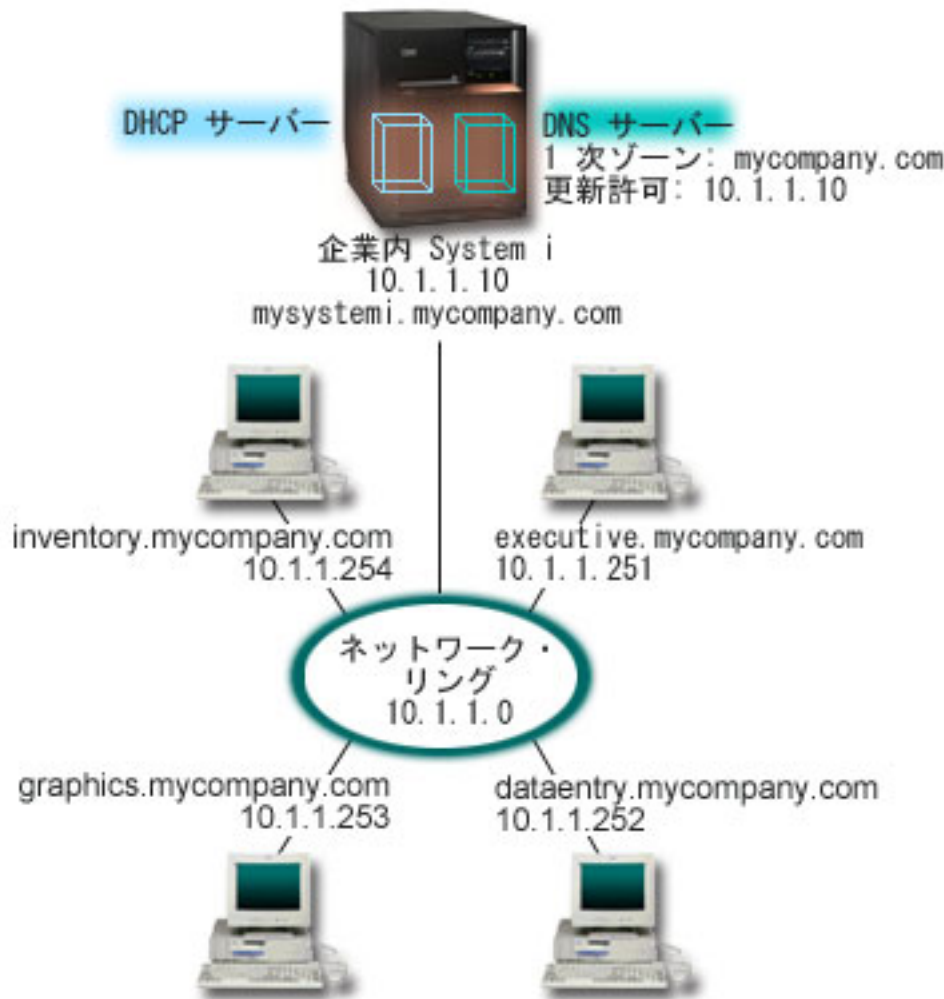 DHCP サーバー
DNS サーバー
1 次ゾーン: mycompany.com
更新許可: 10.1.1.10
企業内 System i
10.1.1.10
mysystemi.mycompany.com
inventory.mycompany.com
10.1.1.254
executive.mycompany.com
10.1.1.251
ネットワーク・
リング
10.1.1.0
graphics.mycompany.com
10.1.1.253
dataentry.mycompany.com
10.1.1.252